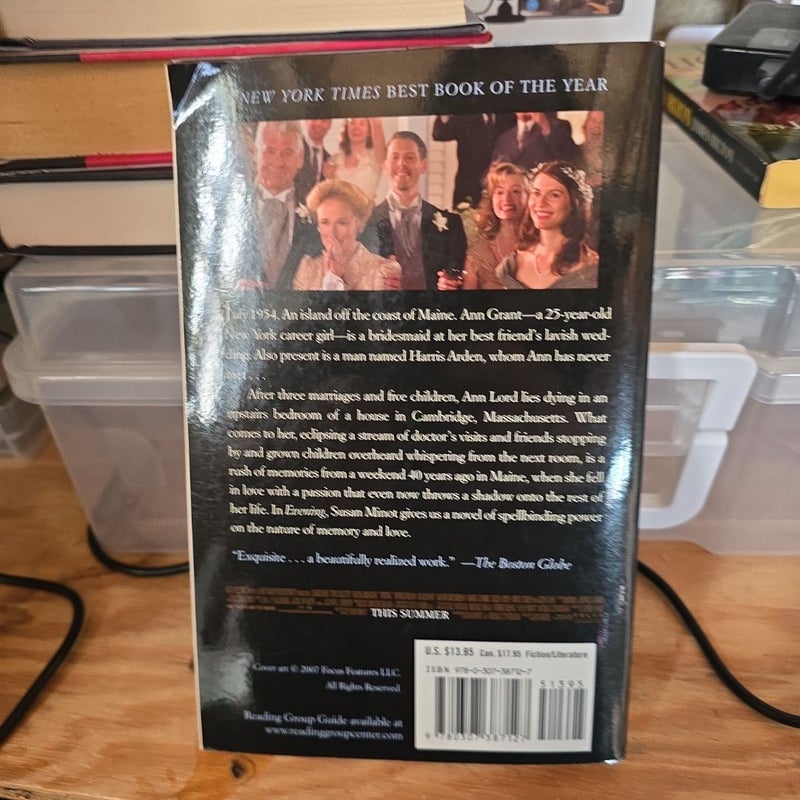 NEW YORK TIMES BEST BOOK OF THE YEAR
July 1954. An island off the coast of Maine. Ann Grant—a 25-year-old
New York career girl—is a bridesmaid at her best friend's lavish wed-
ding. Also present is a man named Harris Arden, whom Ann has never
. . . .
After three marriages and five children, Ann Lord lies dying in an
upstairs bedroom of a house in Cambridge, Massachusetts. What
comes to her, eclipsing a stream of doctor's visits and friends stopping
by and grown children overheard whispering from the next room, is a
rush of memories from a weekend 40 years ago in Maine, when she fell
in love with a passion that even now throws a shadow onto the rest of
her life. In Evening, Susan Minot gives us a novel of spellbinding power
on the nature of memory and love.
"Exquisite . . . a beautifully realized work." —The Boston Globe
THIS SUMMER
Cover art © 2007 Focus Features LLC.
All Rights Reserved.
Reading Group Guide available at
www.readinggroupcenter.com
U.S. $13.95 Can. $17.95 Fiction/Literature
ISBN 978-0-307-38712-7
51395
9 780307 387127